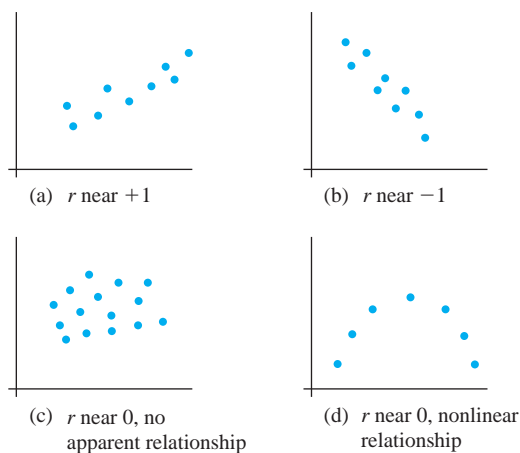 (a) r near +1
(b) r near −1
(c) r near 0, no
apparent relationship
(d) r near 0, nonlinear
relationship